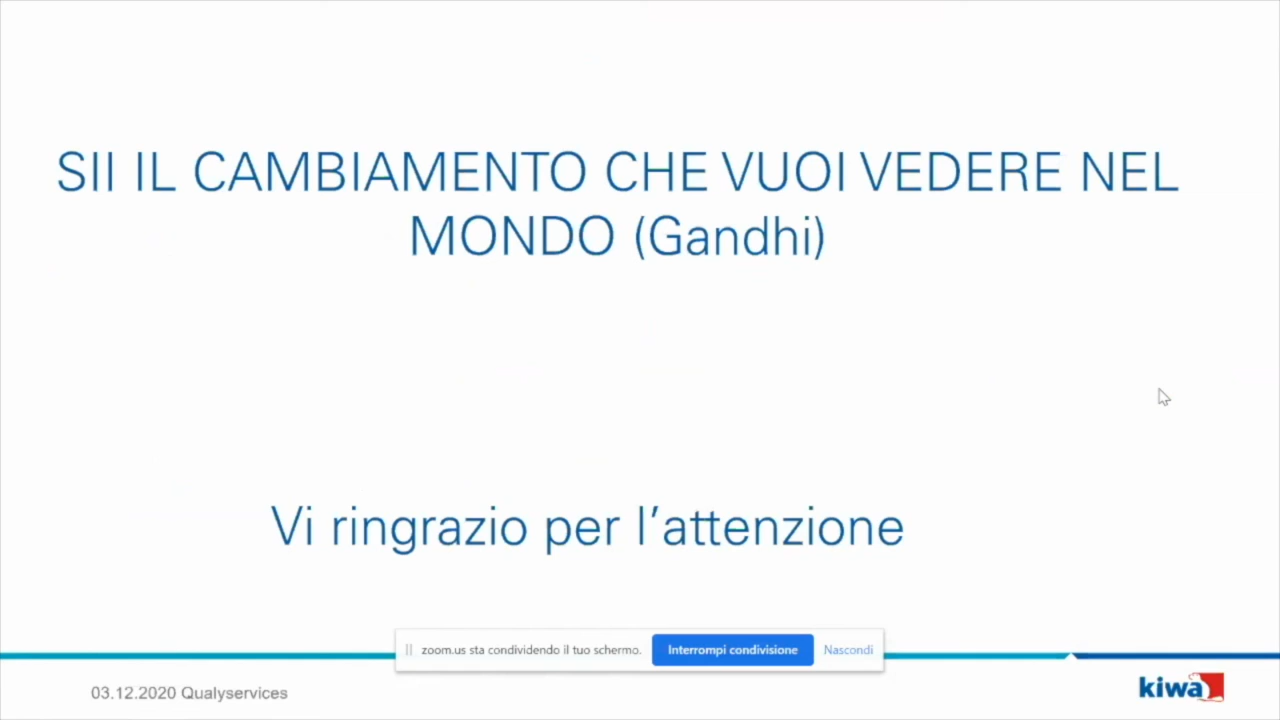 SII IL CAMBIAMENTO CHE VUOI VEDERE NEL
MONDO (Gandhi)
Vi ringrazio per l'attenzione
zoom.us sta condividendo il tuo schermo. Interrompi condivisione Nascondi
03.12.2020 Qualyservices
kiwa